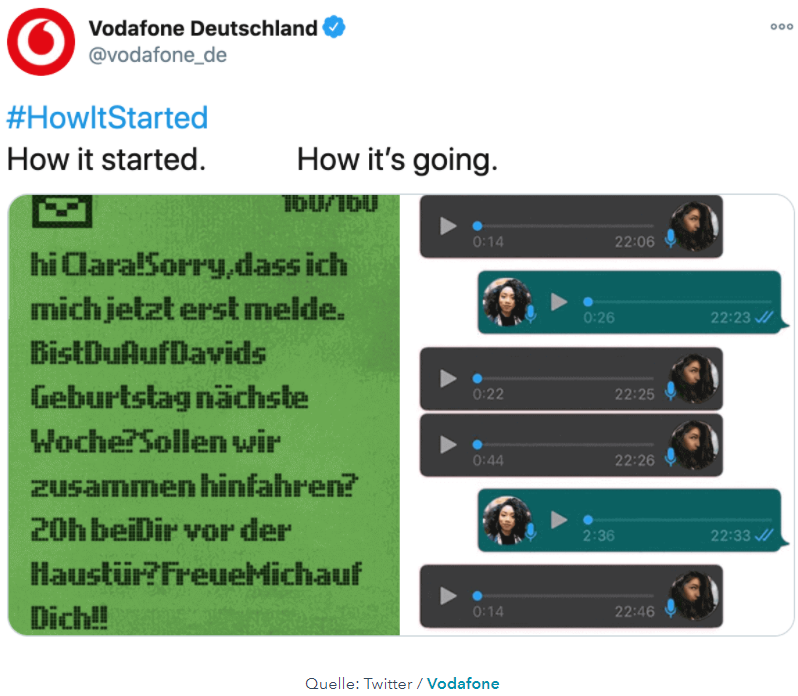 Vodafone Deutschland
@vodafone_de
#HowItStarted
How it started. How it’s going.
160/160
hi Clara!Sorry,dass ich
mich jetzt erst melde.
BistDuAufDavids
Geburtstag nächste
Woche?Sollen wir
zusammen hinfahren?
20h beiDir vor der
Haustür?FreueMichauf
Dich!!
0:14 22:06
0:26 22:23
0:22 22:25
0:44 22:26
2:36 22:33
0:14 22:46
Quelle: Twitter / Vodafone